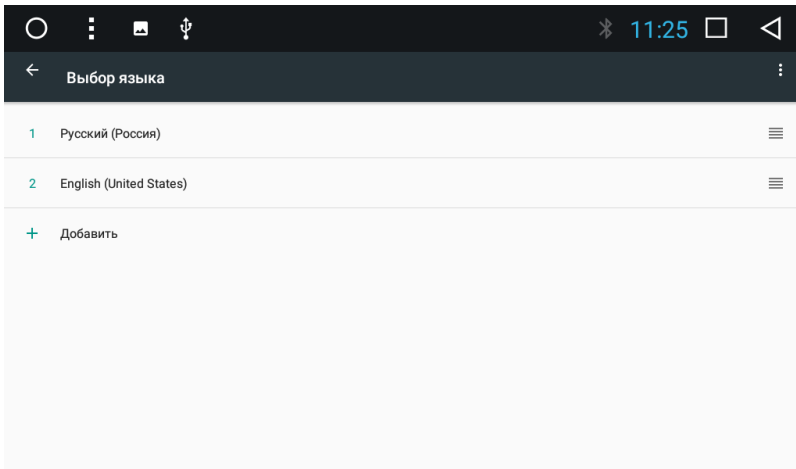 11:25
Выбор языка
1 Русский (Россия)
2 English (United States)
+ Добавить